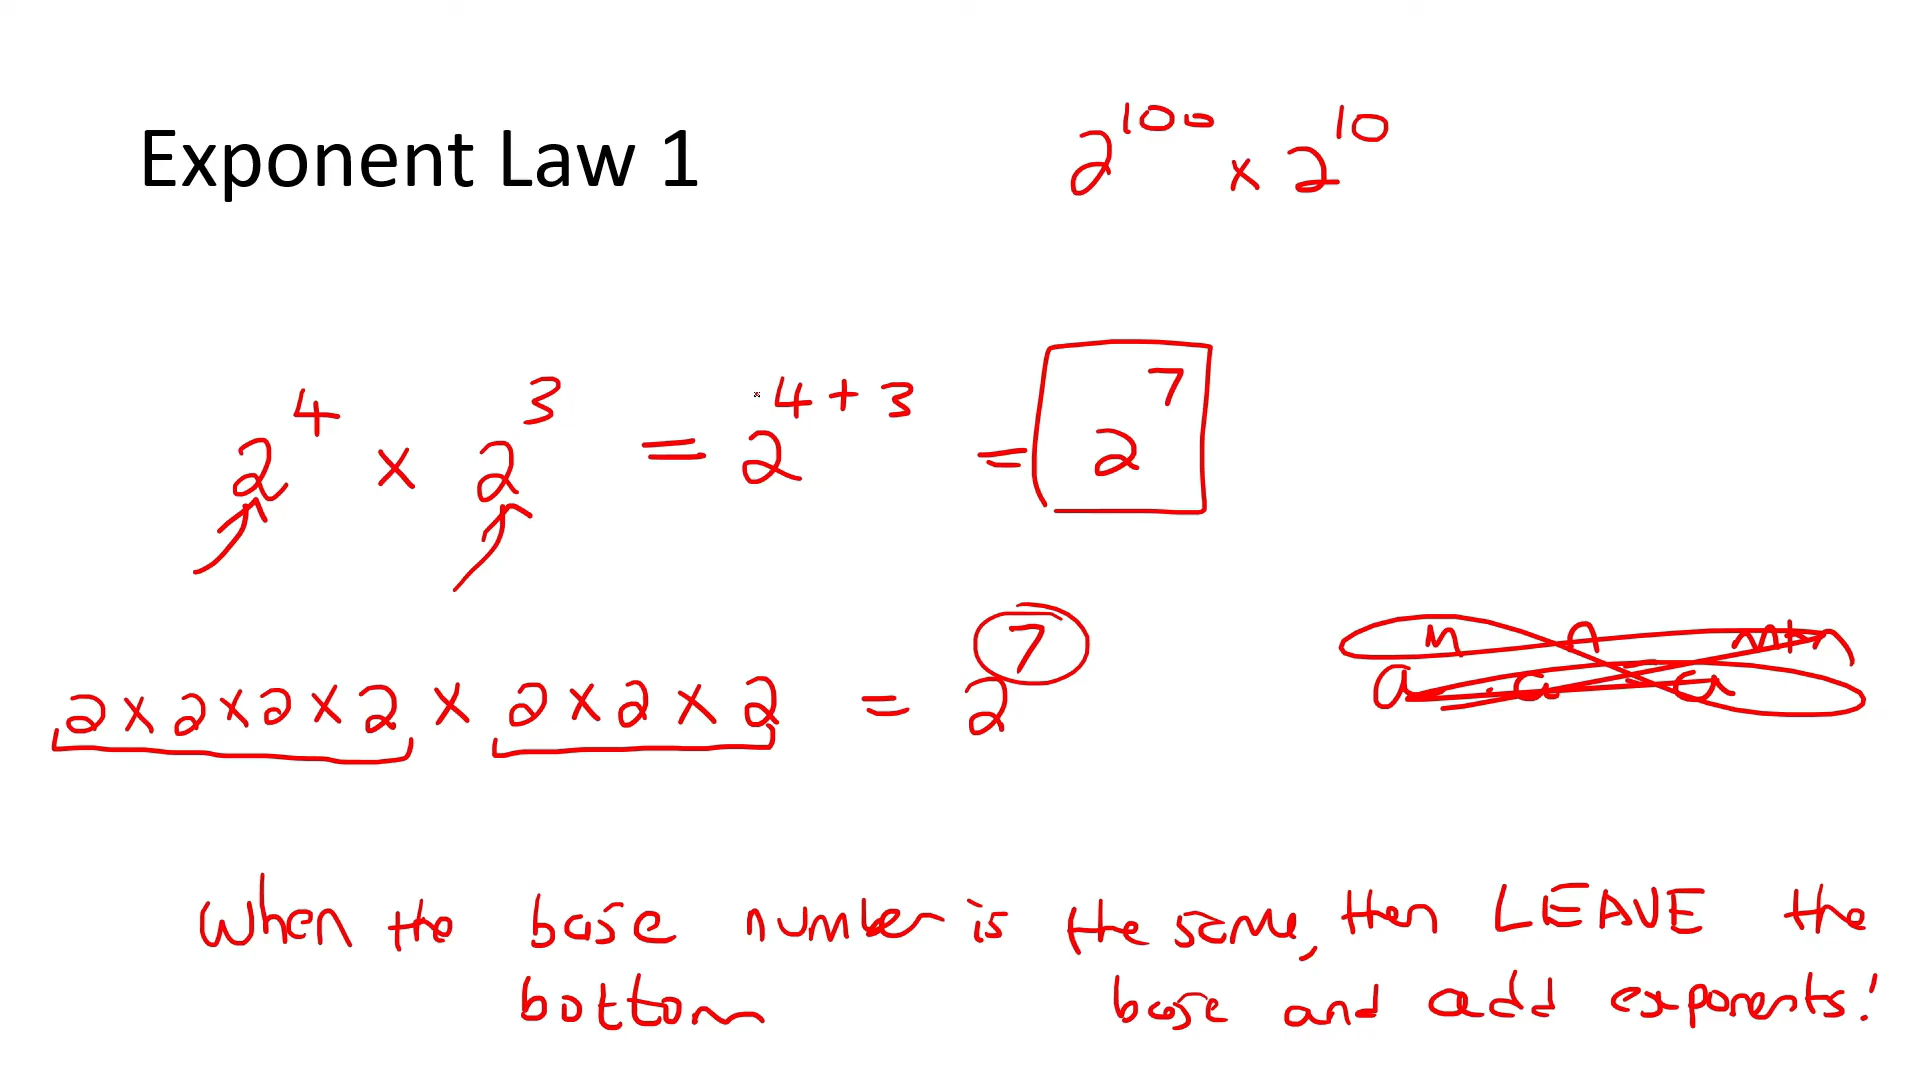 Exponent Law 1
2^100 x 2^10
2^4 x 2^3 = 2^4+3 = 2^7
2x2x2x2 x 2x2x2 = 2^7
When the base number is the same, then LEAVE the
bottom base and add exponents!